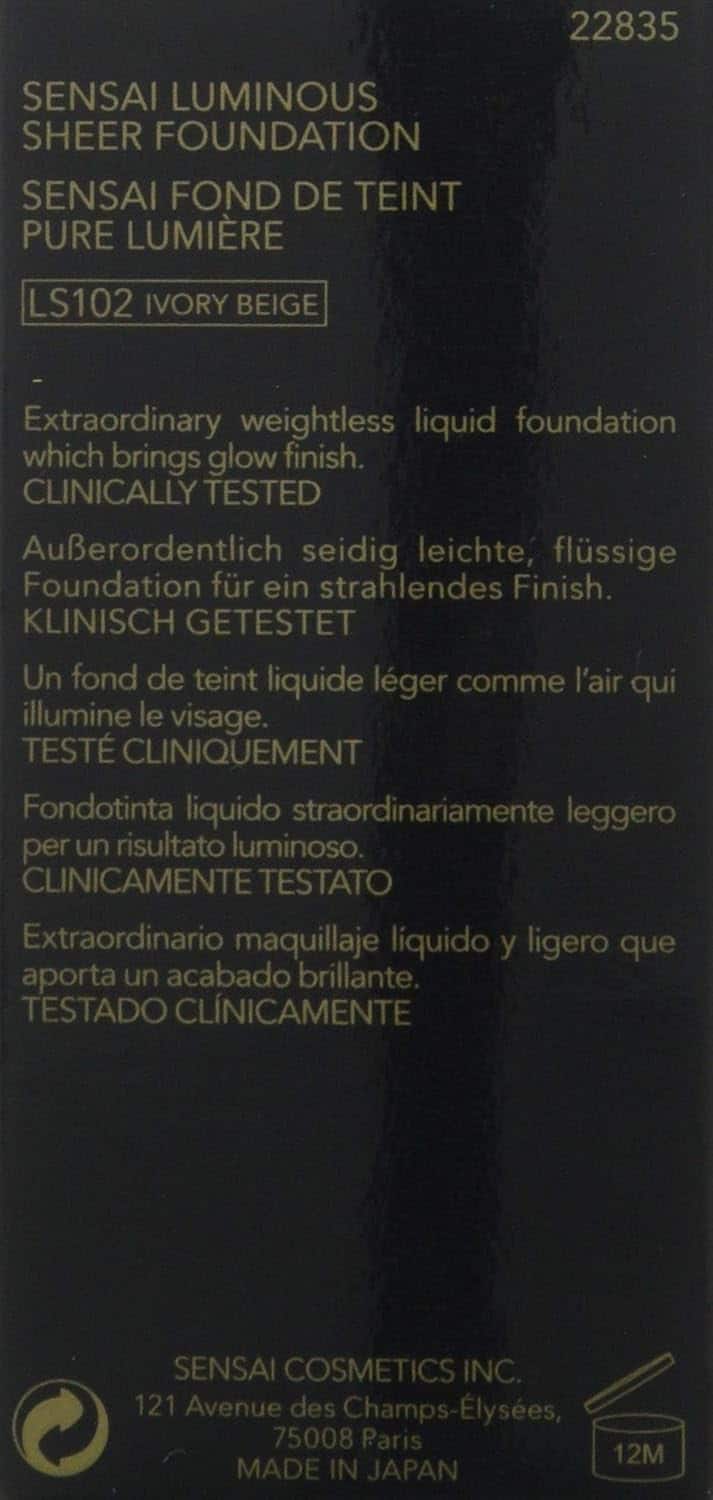 22835
SENSAI LUMINOUS
SHEER FOUNDATION
SENSAI FOND DE TEINT
PURE LUMIÈRE
LS102 IVORY BEIGE
Extraordinary weightless liquid foundation
which brings glow finish.
CLINICALLY TESTED
Außerordentlich seidig leichte, flüssige
Foundation für ein strahlendes Finish.
KLINISCH GETESTET
Un fond de teint liquide léger comme l'air qui
illumine le visage.
TESTÉ CLINIQUEMENT
Fondotinta liquido straordinariamente leggero
per un risultato luminoso.
CLINICAMENTE TESTATO
Extraordinario maquillaje líquido y ligero que
aporta un acabado brillante.
TESTADO CLÍNICAMENTE
SENSAI COSMETICS INC.
121 Avenue des Champs-Élysées,
75008 Paris
MADE IN JAPAN
12M